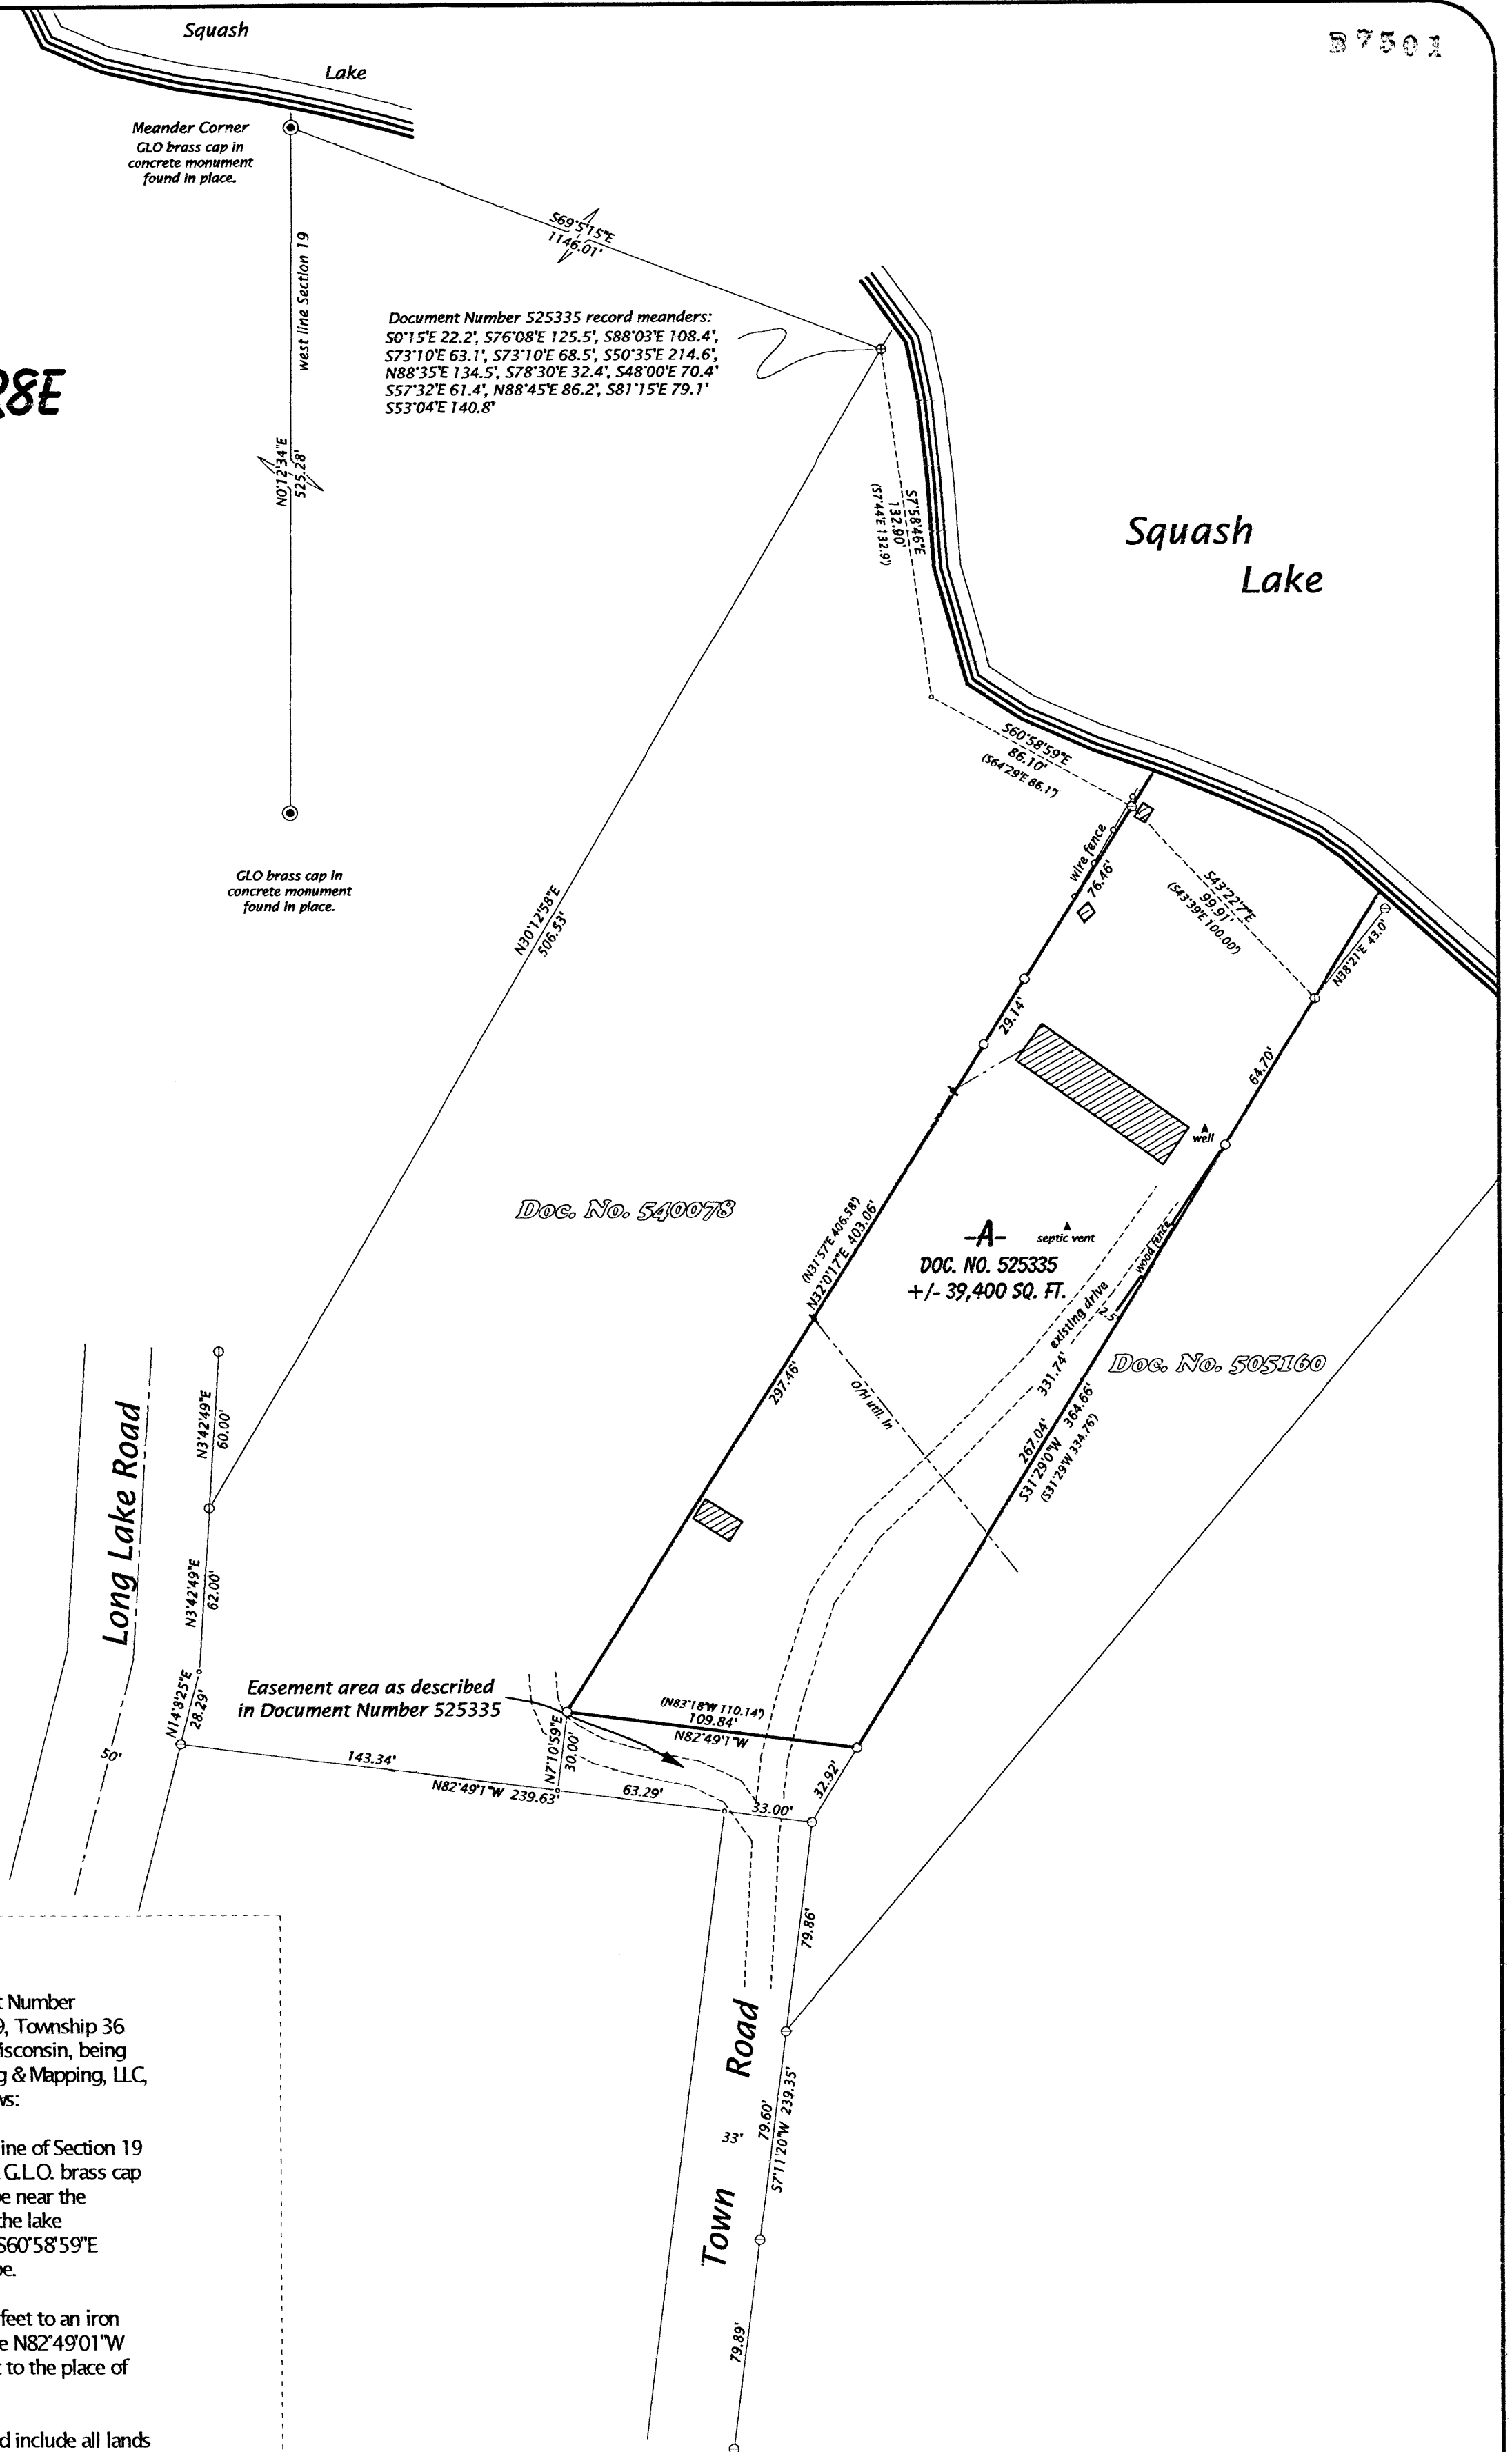 Squash
Lake
B7501
Meander Corner
GLO brass cap in
concrete monument
found in place.
S69°5'15"E
1146.01'
west line Section 19
Document Number 525335 record meanders:
S0°15'E 22.2', S76°08'E 125.5', S88°03'E 108.4',
S73°10'E 63.1', S73°10'E 68.5', S50°35'E 214.6',
N88°35'E 134.5', S78°30'E 32.4', S48°00'E 70.4'
S57°32'E 61.4', N88°45'E 86.2', S81°15'E 79.1'
S53°04'E 140.8'
R8E
N0°12'34"E
525.28'
S7°58'46"E
132.90'
(S7°44'E 132.9')
Squash
Lake
S60°58'59"E
86.10'
(S64°29'E 86.1')
GLO brass cap in
concrete monument
found in place.
wire fence
76.46'
S43°22'7"E
99.91'
(S43°39'E 100.00')
N38°21'E 43.0'
N30°12'58"E
506.53'
29.14'
64.70'
well
Doc. No. 540078
(N31°57'E 406.58')
N32°0'17"E 403.06'
-A-
septic vent
DOC. NO. 525335
+/- 39,400 SQ. FT.
wood fence
existing drive
2.5'
331.74'
Doc. No. 505160
297.46'
O/H util. ln
267.04'
S31°29'0"W 364.66'
(S31°29'W 334.76')
Long Lake Road
N3°42'49"E
60.00'
N3°42'49"E
62.00'
N14°8'25"E
28.29'
50'
Easement area as described
in Document Number 525335
(N83°18'W 110.14')
109.84'
N82°49'1"W
N7°10'59"E
30.00'
143.34'
N82°49'1"W 239.63'
63.29'
33.00'
32.92'
79.86'
Town Road
33'
79.60'
S7°11'20"W 239.35'
79.89'
t Number
9, Township 36
isconsin, being
g & Mapping, LLC,
ws:
ine of Section 19
G.L.O. brass cap
e near the
the lake
S60°58'59"E
pe.
feet to an iron
e N82°49'01"W
t to the place of
d include all lands